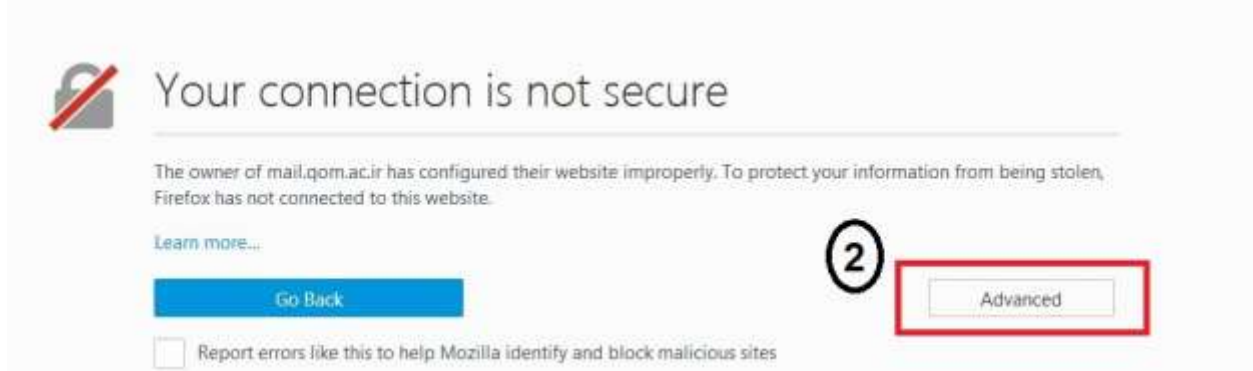 Your connection is not secure
The owner of mail.qom.ac.ir has configured their website improperly. To protect your information from being stolen,
Firefox has not connected to this website.
Learn more...
2
Go Back
Advanced
Report errors like this to help Mozilla identify and block malicious sites